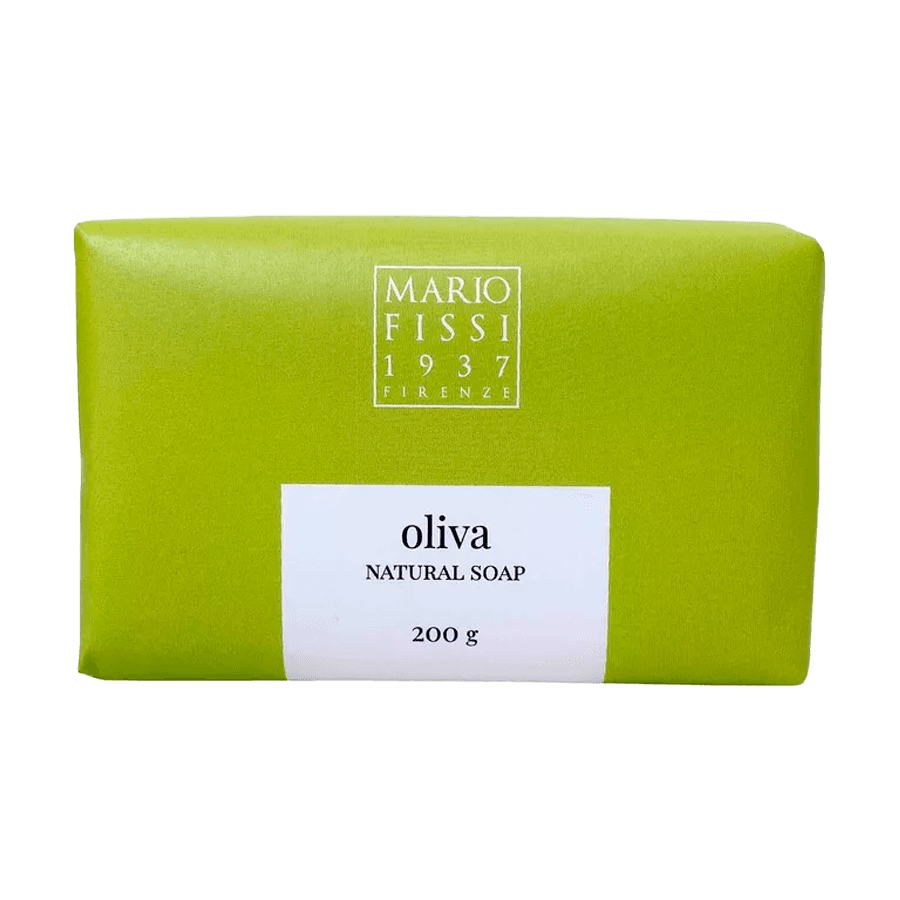 MARIO
FISSI
1937
FIRENZE
oliva
NATURAL SOAP
200 g